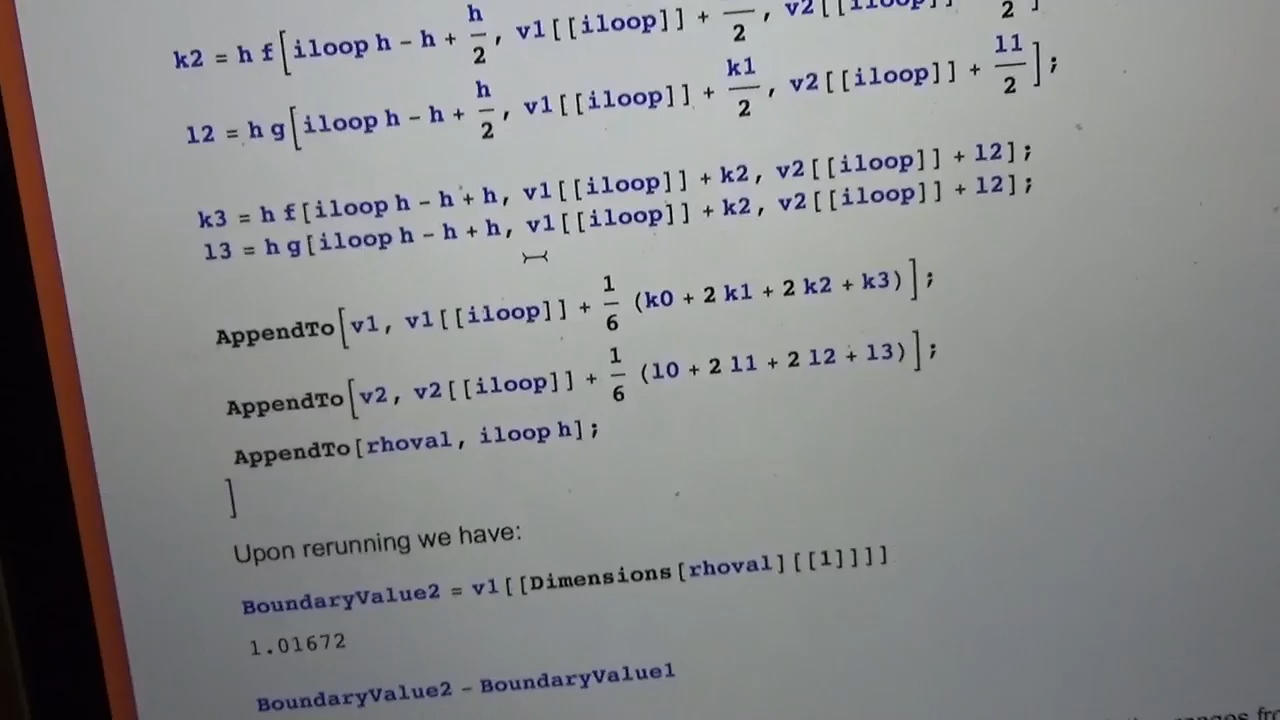 k2 = h f[iloop h - h + h/2, v1[[iloop]] + /2, v2[[iloop]] /2]
l2 = h g[iloop h - h + h/2, v1[[iloop]] + k1/2, v2[[iloop]] + l1/2];
k3 = h f[iloop h - h + h, v1[[iloop]] + k2, v2[[iloop]] + l2];
l3 = h g[iloop h - h + h, v1[[iloop]] + k2, v2[[iloop]] + l2];
AppendTo[v1, v1[[iloop]] + 1/6 (k0 + 2 k1 + 2 k2 + k3)];
AppendTo[v2, v2[[iloop]] + 1/6 (l0 + 2 l1 + 2 l2 + l3)];
AppendTo[rhoval, iloop h];
]
Upon rerunning we have:
BoundaryValue2 = v1[[Dimensions[rhoval][[1]]]]
1.01672
BoundaryValue2 - BoundaryValue1